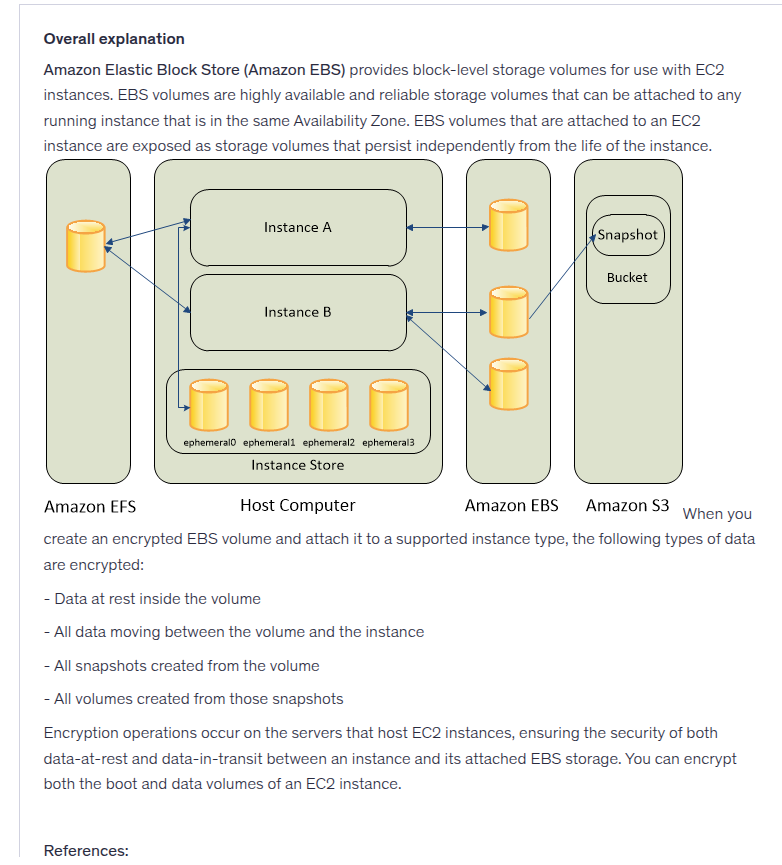 Overall explanation
Amazon Elastic Block Store (Amazon EBS) provides block-level storage volumes for use with EC2
instances. EBS volumes are highly available and reliable storage volumes that can be attached to any
running instance that is in the same Availability Zone. EBS volumes that are attached to an EC2
instance are exposed as storage volumes that persist independently from the life of the instance.
Instance A
Snapshot
Bucket
Instance B
ephemeral0 ephemeral1 ephemeral2 ephemeral3
Instance Store
Amazon EFS Host Computer Amazon EBS Amazon S3 When you
create an encrypted EBS volume and attach it to a supported instance type, the following types of data
are encrypted:
- Data at rest inside the volume
- All data moving between the volume and the instance
- All snapshots created from the volume
- All volumes created from those snapshots
Encryption operations occur on the servers that host EC2 instances, ensuring the security of both
data-at-rest and data-in-transit between an instance and its attached EBS storage. You can encrypt
both the boot and data volumes of an EC2 instance.
References: